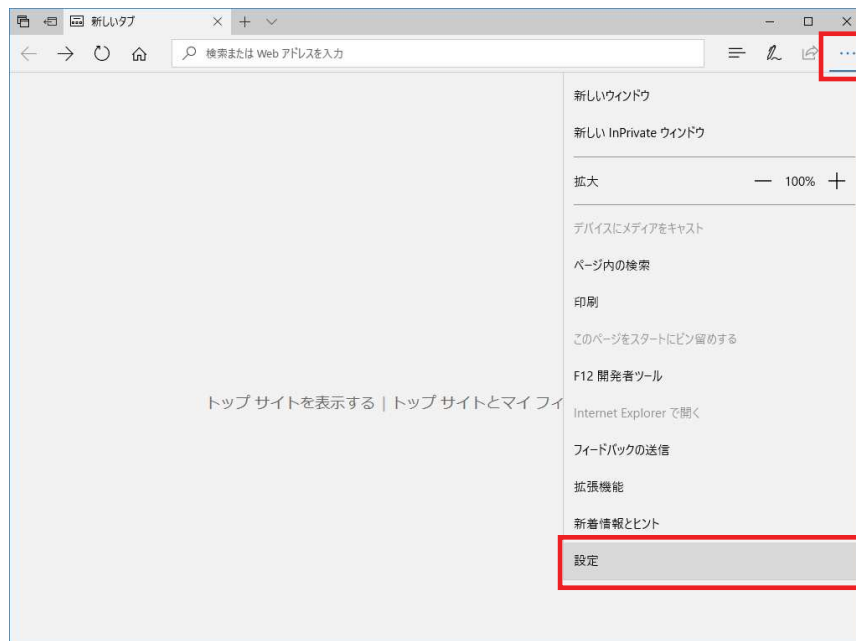 新しいタブ
検索または Web アドレスを入力
新しいウィンドウ
新しい InPrivate ウィンドウ
拡大
100%
デバイスにメディアをキャスト
ページ内の検索
印刷
このページをスタートにピン留めする
F12 開発者ツール
トップ サイトを表示する | トップ サイトとマイ フィ
Internet Explorer で開く
フィードバックの送信
拡張機能
新着情報とヒント
設定